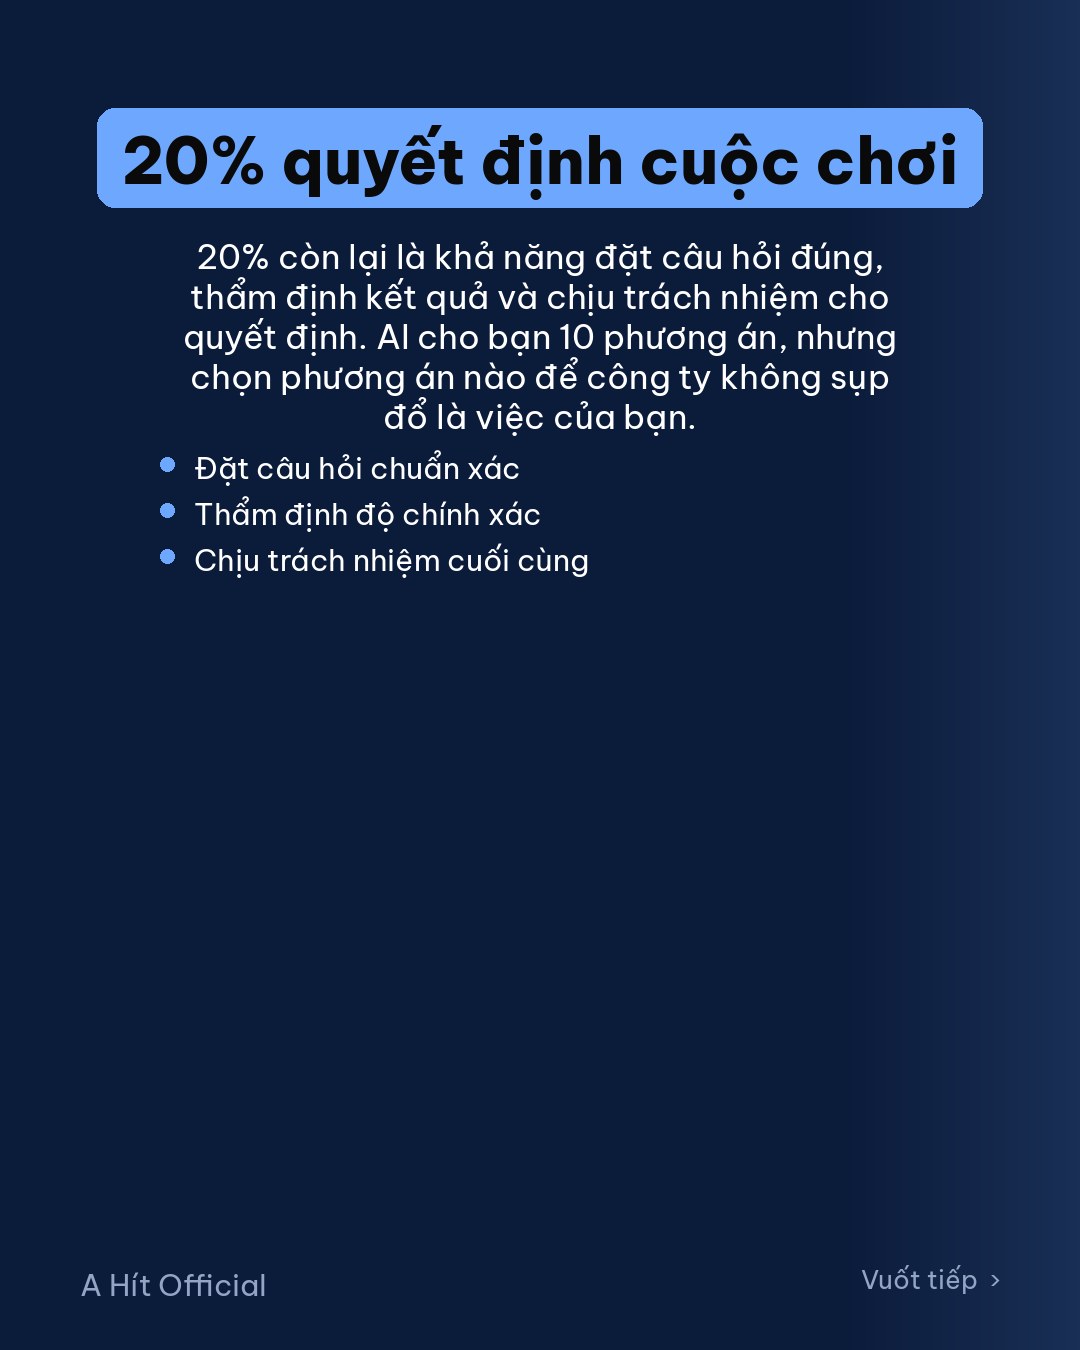 20% quyết định cuộc chơi
20% còn lại là khả năng đặt câu hỏi đúng,
thẩm định kết quả và chịu trách nhiệm cho
quyết định. AI cho bạn 10 phương án, nhưng
chọn phương án nào để công ty không sụp
đổ là việc của bạn.
Đặt câu hỏi chuẩn xác
Thẩm định độ chính xác
Chịu trách nhiệm cuối cùng
A Hít Official
Vuốt tiếp ›